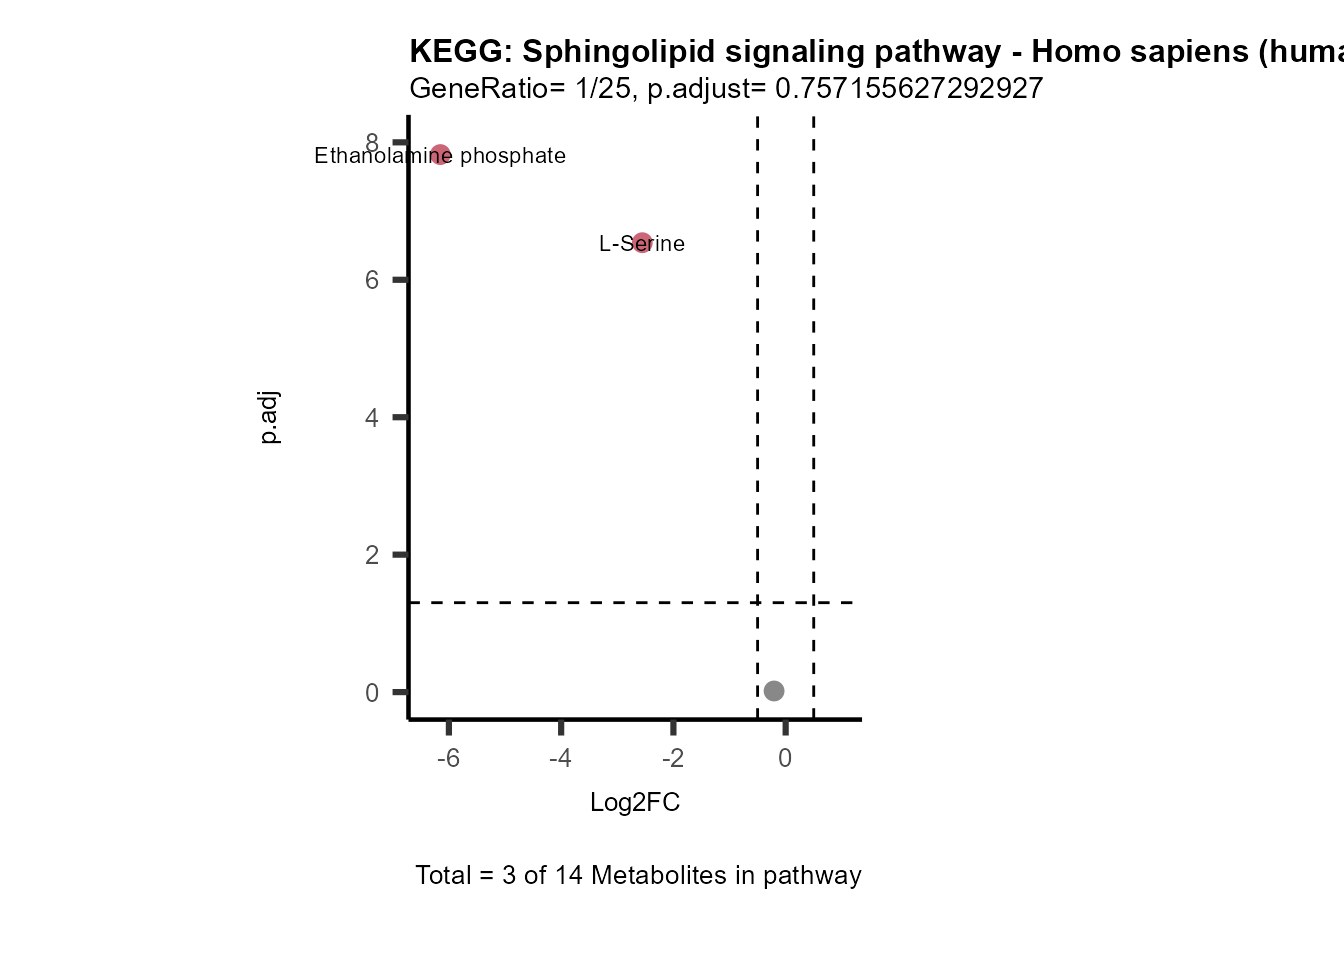 KEGG: Sphingolipid signaling pathway - Homo sapiens (huma
GeneRatio= 1/25, p.adjust= 0.757155627292927
8
Ethanolamine phosphate
L-Serine
6
4
p.adj
2
0
-6 -4 -2 0
Log2FC
Total = 3 of 14 Metabolites in pathway